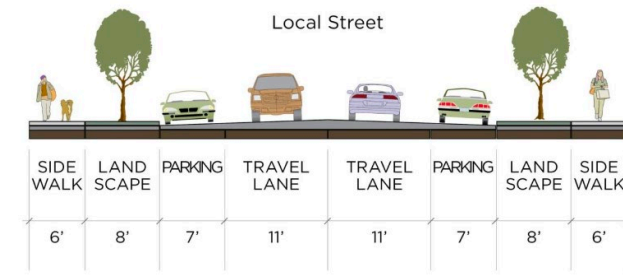 Local Street
SIDE WALK
LAND SCAPE
PARKING
TRAVEL LANE
TRAVEL LANE
PARKING
LAND SCAPE
SIDE WALK
6’ 8’ 7’ 11’ 11’ 7’ 8’ 6’